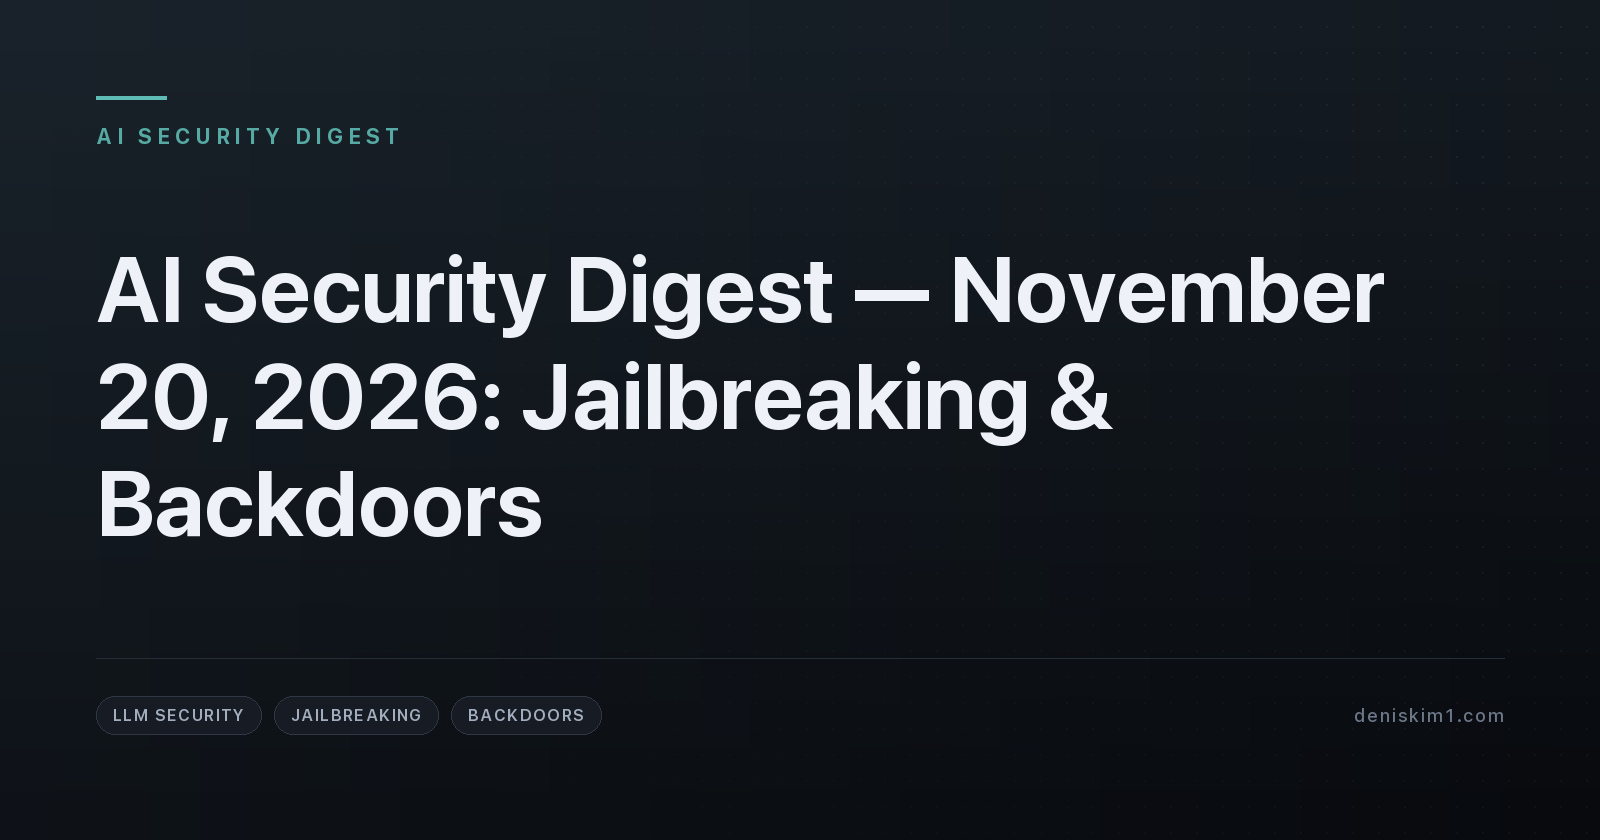 AI SECURITY DIGEST
AI Security Digest — November
20, 2026: Jailbreaking &
Backdoors
LLM SECURITY
JAILBREAKING
BACKDOORS
deniskim1.com